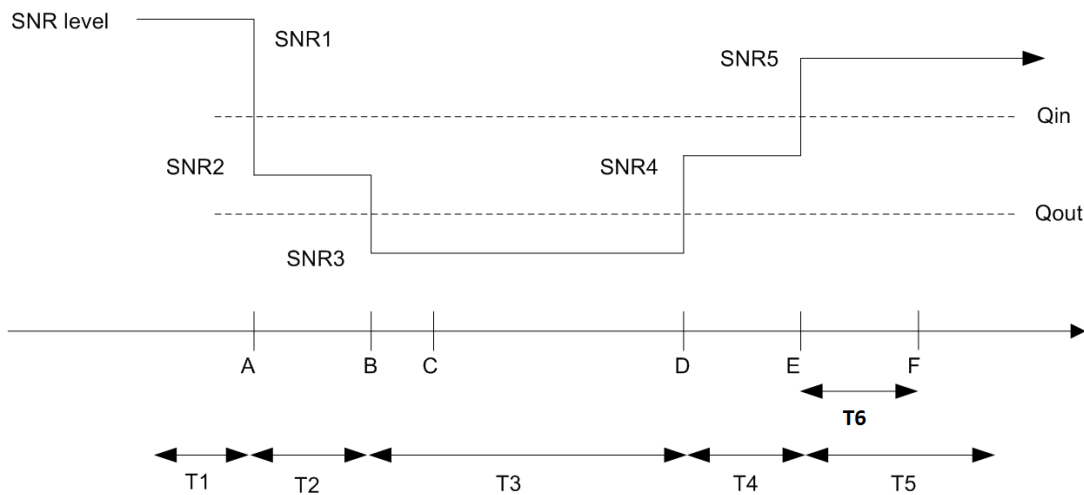 SNR level
SNR1
SNR5
Qin
SNR2
SNR4
Qout
SNR3
A B C D E F
T6
T1 T2 T3 T4 T5